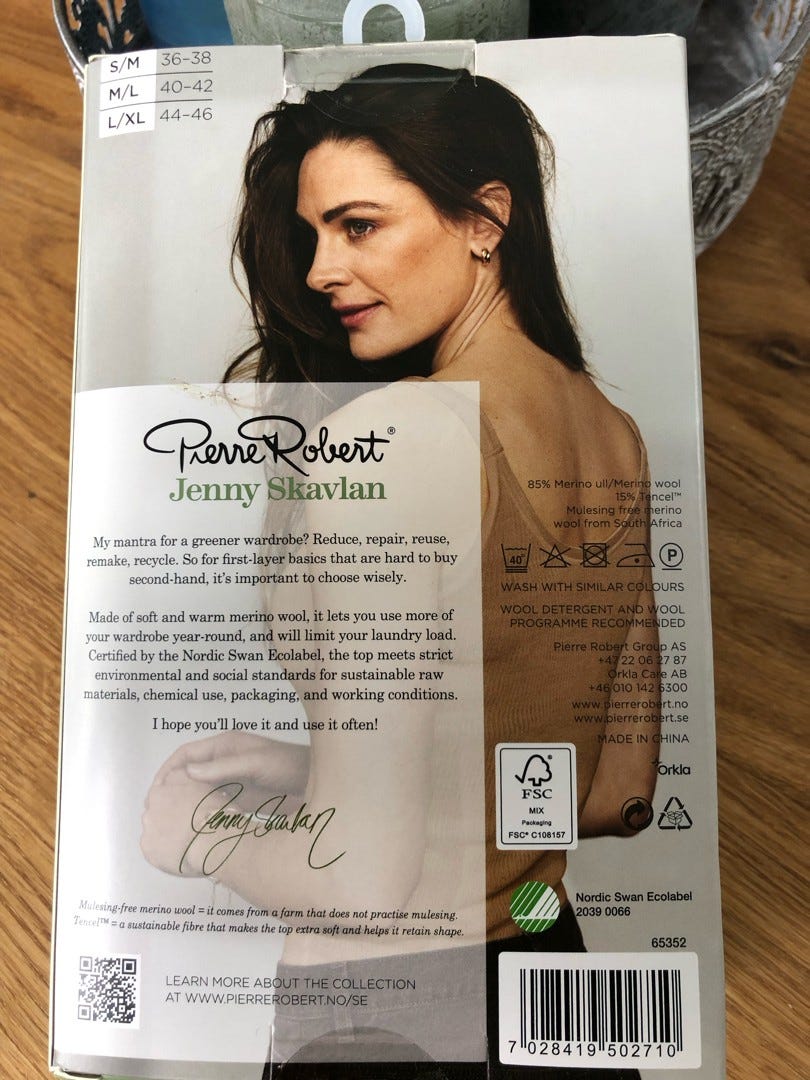 S/M 36-38
M/L 40-42
L/XL 44-46
Pierre Robert®
Jenny Skavlan
My mantra for a greener wardrobe? Reduce, repair, reuse,
remake, recycle. So for first-layer basics that are hard to buy
second-hand, it's important to choose wisely.
Made of soft and warm merino wool, it lets you use more of
your wardrobe year-round, and will limit your laundry load.
Certified by the Nordic Swan Ecolabel, the top meets strict
environmental and social standards for sustainable raw
materials, chemical use, packaging, and working conditions.
I hope you'll love it and use it often!
Jenny Skavlan
Mulesing-free merino wool = it comes from a farm that does not practise mulesing.
Tencel™ = a sustainable fibre that makes the top extra soft and helps it retain shape.
LEARN MORE ABOUT THE COLLECTION
AT WWW.PIERREROBERT.NO/SE
85% Merino ull/Merino wool
15% Tencel™
Mulesing free merino
wool from South Africa
40°
P
WASH WITH SIMILAR COLOURS
WOOL DETERGENT AND WOOL
PROGRAMME RECOMMENDED
Pierre Robert Group AS
+47 22 06 27 87
Orkla Care AB
+46 010 142 6300
www.pierrerobert.no
www.pierrerobert.se
MADE IN CHINA
Orkla
FSC
MIX
Packaging
FSC® C108157
Nordic Swan Ecolabel
2039 0066
65352
7 028419 502710